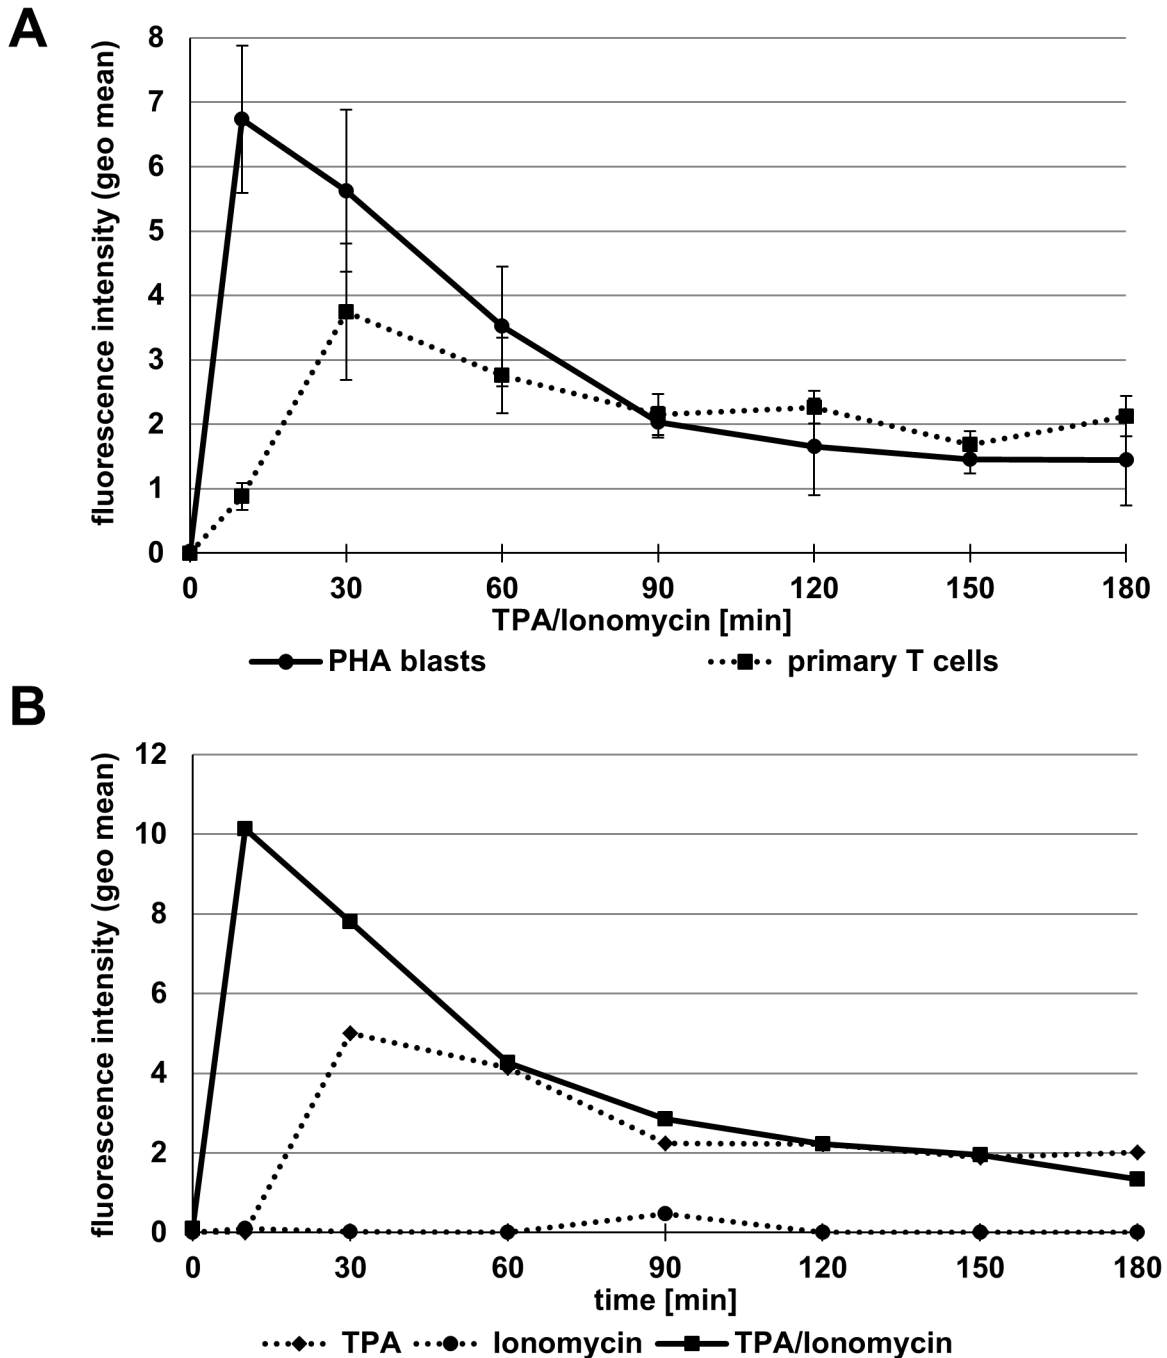 A
fluorescence intensity (geo mean)
8
7
6
5
4
3
2
1
0
0 30 60 90 120 150 180
TPA/Ionomycin [min]
PHA blasts primary T cells
B
fluorescence intensity (geo mean)
12
10
8
6
4
2
0
0 30 60 90 120 150 180
time [min]
TPA Ionomycin TPA/Ionomycin